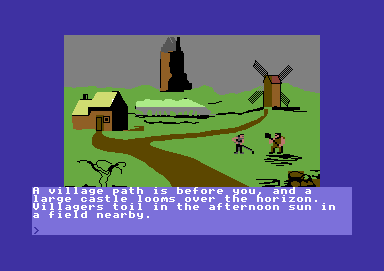 A village path is before you, and a
large castle looms over the horizon.
Villagers toil in the afternoon sun in
a field nearby.
>